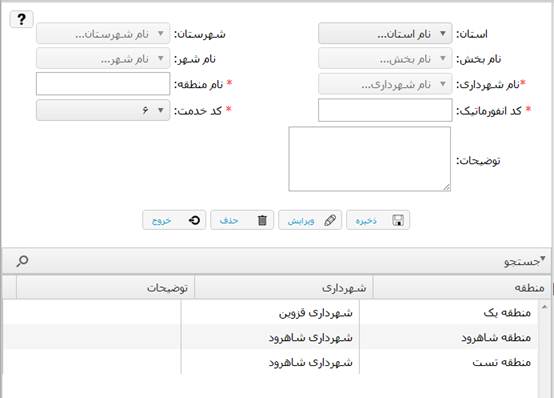 ?
استان: نام استان... شهرستان: نام شهرستان...
نام بخش: نام بخش... نام شهر: نام شهر...
*نام شهرداری: نام شهرداری... * نام منطقه:
* کد انفورماتیک: * کد خدمت: ۶
توضیحات:
ذخیره ویرایش حذف خروج
جستجو
منطقه شهرداری توضیحات
منطقه یک شهرداری قزوین
منطقه شاهرود شهرداری شاهرود
منطقه تست شهرداری شاهرود